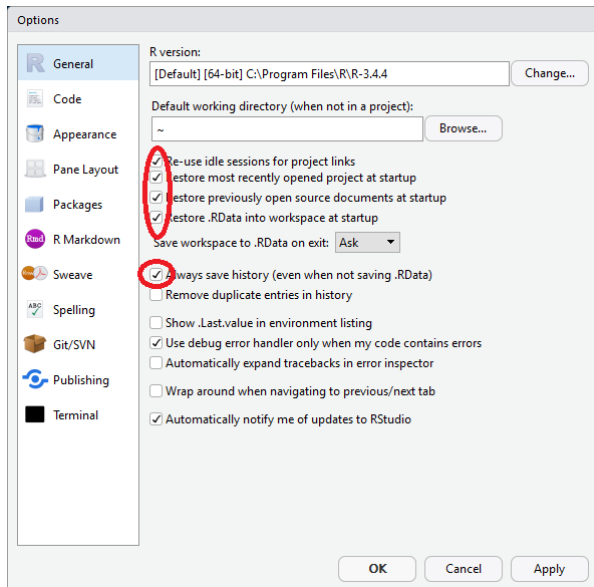 Options
General
Code
Appearance
Pane Layout
Packages
Rmd R Markdown
Sweave
ABC Spelling
Git/SVN
Publishing
Terminal
R version:
[Default] [64-bit] C:\Program Files\R\R-3.4.4 Change...
Default working directory (when not in a project):
~ Browse...
Re-use idle sessions for project links
Restore most recently opened project at startup
Restore previously open source documents at startup
Restore .RData into workspace at startup
Save workspace to .RData on exit: Ask
Always save history (even when not saving .RData)
Remove duplicate entries in history
Show .Last.value in environment listing
Use debug error handler only when my code contains errors
Automatically expand tracebacks in error inspector
Wrap around when navigating to previous/next tab
Automatically notify me of updates to RStudio
OK Cancel Apply